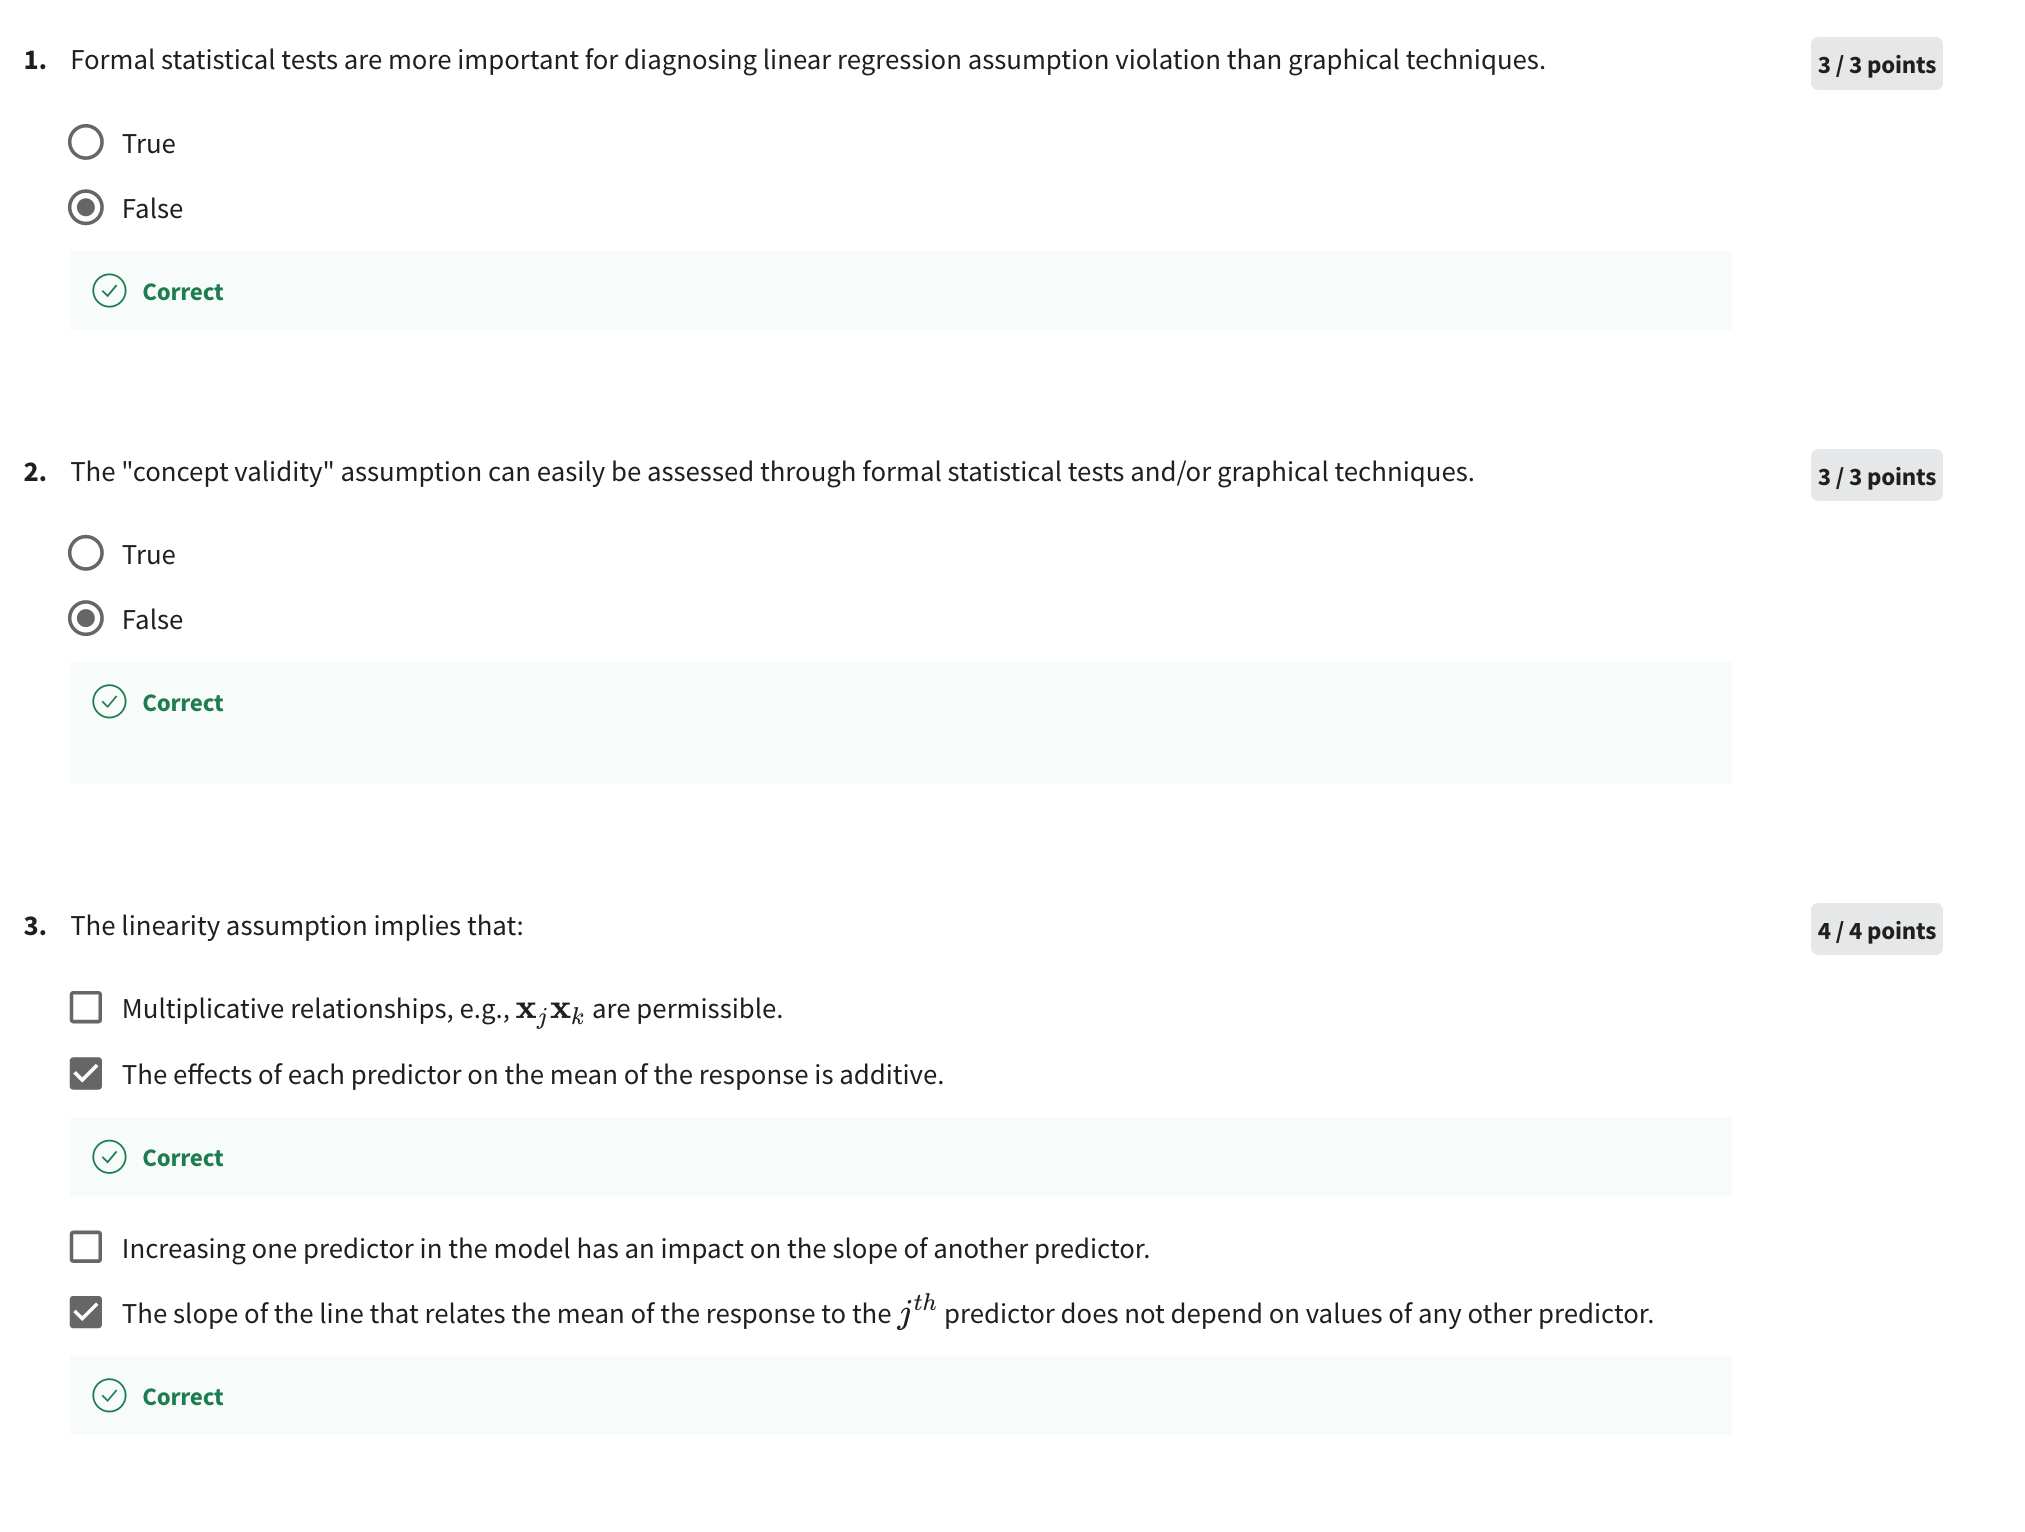 1. Formal statistical tests are more important for diagnosing linear regression assumption violation than graphical techniques.
3 / 3 points
True
False
Correct
2. The "concept validity" assumption can easily be assessed through formal statistical tests and/or graphical techniques.
3 / 3 points
True
False
Correct
3. The linearity assumption implies that:
4 / 4 points
Multiplicative relationships, e.g., $\mathbf{x}_j\mathbf{x}_k$ are permissible.
The effects of each predictor on the mean of the response is additive.
Correct
Increasing one predictor in the model has an impact on the slope of another predictor.
The slope of the line that relates the mean of the response to the $j^{th}$ predictor does not depend on values of any other predictor.
Correct